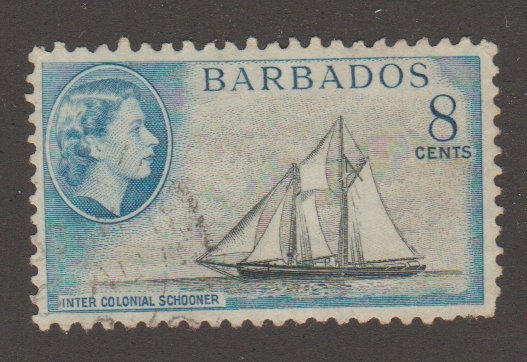 BARBADOS
8
CENTS
INTER COLONIAL SCHOONER